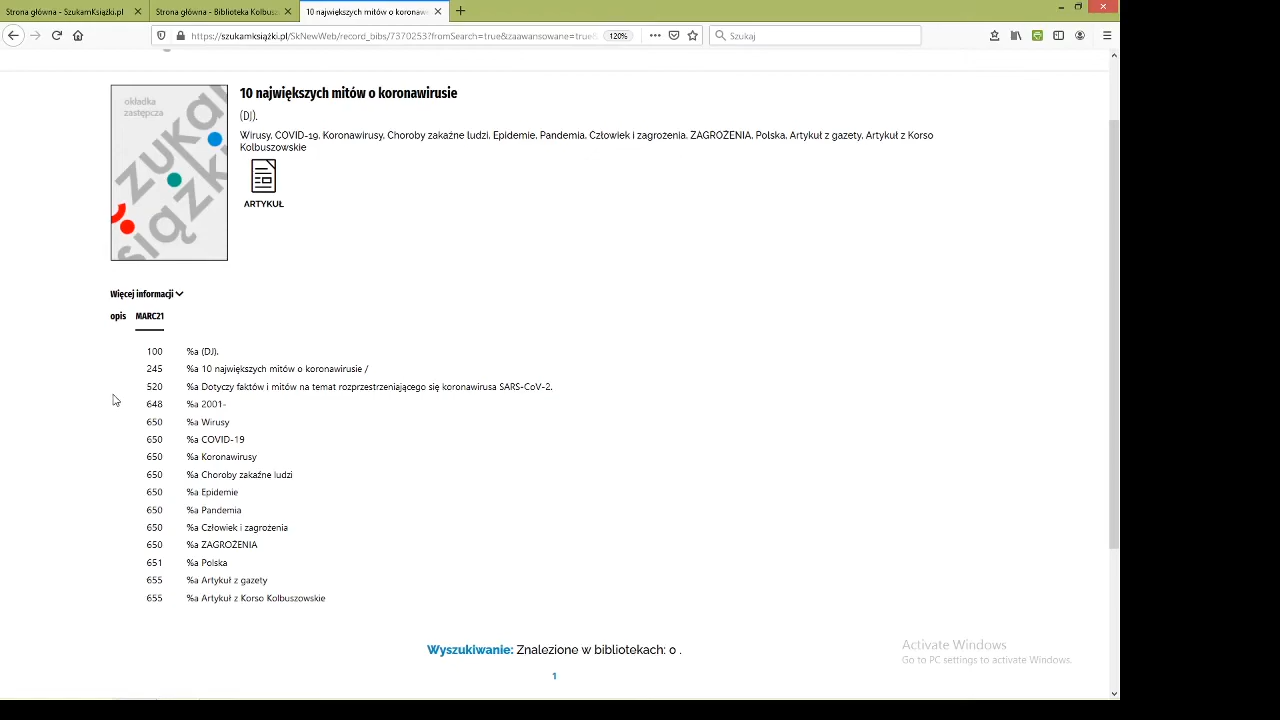 Strona główna - SzukamKsiążki.pl
Strona główna - Biblioteka Kolbusz
10 największych mitów o koronaw
https://szukamksiążki.pl/SkNewWeb/record_bibs/7370253?fromSearch=true&zaawansowane=true&
120%
Szukaj
okładka
zastępcza
10 największych mitów o koronawirusie
(DJ).
Wirusy, COVID-19, Koronawirusy, Choroby zakaźne ludzi, Epidemie, Pandemia, Człowiek i zagrożenia, ZAGROŻENIA, Polska, Artykuł z gazety, Artykuł z Korso
Kolbuszowskie
ARTYKUŁ
Więcej informacji
opis MARC21
100 %a (DJ).
245 %a 10 największych mitów o koronawirusie /
520 %a Dotyczy faktów i mitów na temat rozprzestrzeniającego się koronawirusa SARS-CoV-2.
648 %a 2001-
650 %a Wirusy
650 %a COVID-19
650 %a Koronawirusy
650 %a Choroby zakaźne ludzi
650 %a Epidemie
650 %a Pandemia
650 %a Człowiek i zagrożenia
650 %a ZAGROŻENIA
651 %a Polska
655 %a Artykuł z gazety
655 %a Artykuł z Korso Kolbuszowskie
Wyszukiwanie: Znalezione w bibliotekach: 0 .
1
Activate Windows
Go to PC settings to activate Windows.